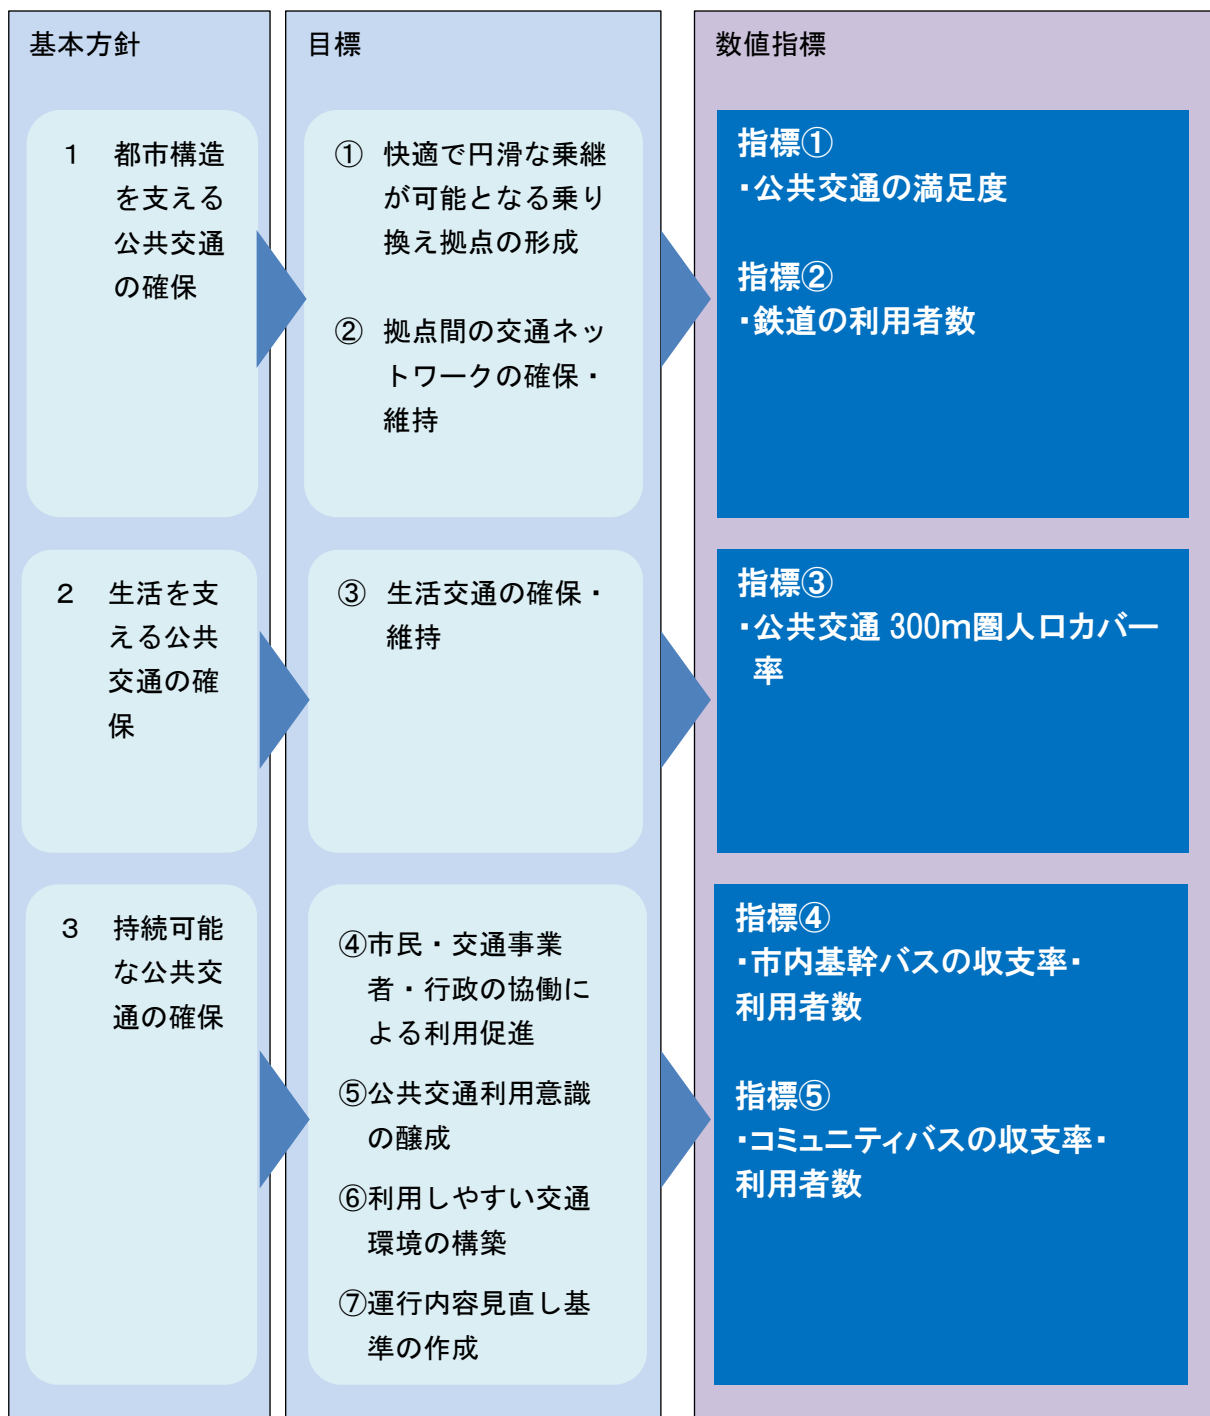 基本方針
目標
数値指標
１　都市構造
を支える
公共交通
の確保
①　快適で円滑な乗継
が可能となる乗り
換え拠点の形成
②　拠点間の交通ネッ
トワークの確保・
維持
指標①
・公共交通の満足度
指標②
・鉄道の利用者数
２　生活を支
える公共
交通の確
保
③　生活交通の確保・
維持
指標③
・公共交通 300ｍ圏人口カバー
率
３　持続可能
な公共交
通の確保
④市民・交通事業
者・行政の協働に
よる利用促進
⑤公共交通利用意識
の醸成
⑥利用しやすい交通
環境の構築
⑦運行内容見直し基
準の作成
指標④
・市内基幹バスの収支率・
利用者数
指標⑤
・コミュニティバスの収支率・
利用者数